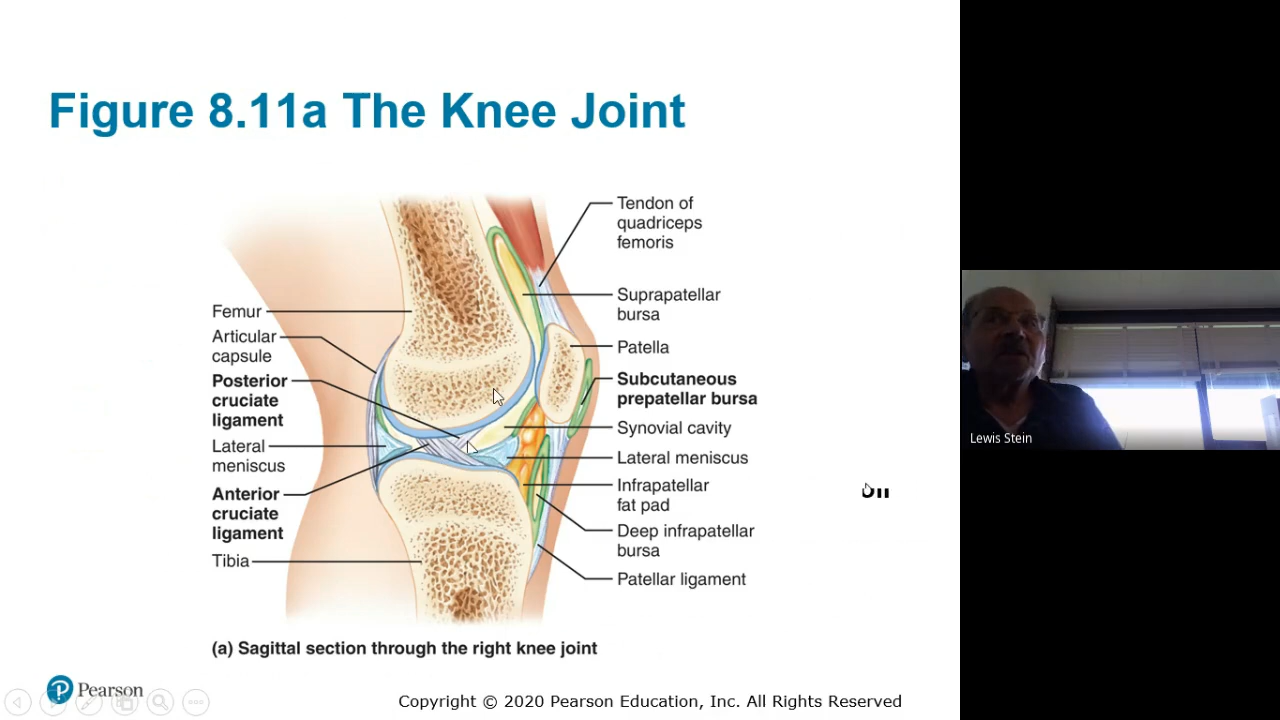 Figure 8.11a The Knee Joint
Tendon of
quadriceps
femoris
Suprapatellar
bursa
Femur
Articular
capsule
Patella
Posterior
cruciate
ligament
Subcutaneous
prepatellar bursa
Synovial cavity
Lateral
meniscus
Lateral meniscus
Anterior
cruciate
ligament
Infrapatellar
fat pad
Deep infrapatellar
bursa
Tibia
Patellar ligament
(a) Sagittal section through the right knee joint
Lewis Stein
P Pearson
Copyright © 2020 Pearson Education, Inc. All Rights Reserved